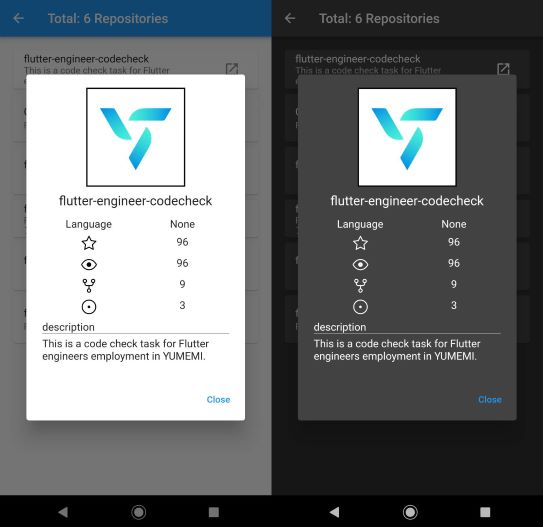 Total: 6 Repositories
flutter-engineer-codecheck
This is a code check task for Flutter
flutter-engineer-codecheck
Language None
96
96
9
3
description
This is a code check task for Flutter
engineers employment in YUMEMI.
Close
Total: 6 Repositories
flutter-engineer-codecheck
This is a code check task for Flutter
flutter-engineer-codecheck
Language None
96
96
9
3
description
This is a code check task for Flutter
engineers employment in YUMEMI.
Close